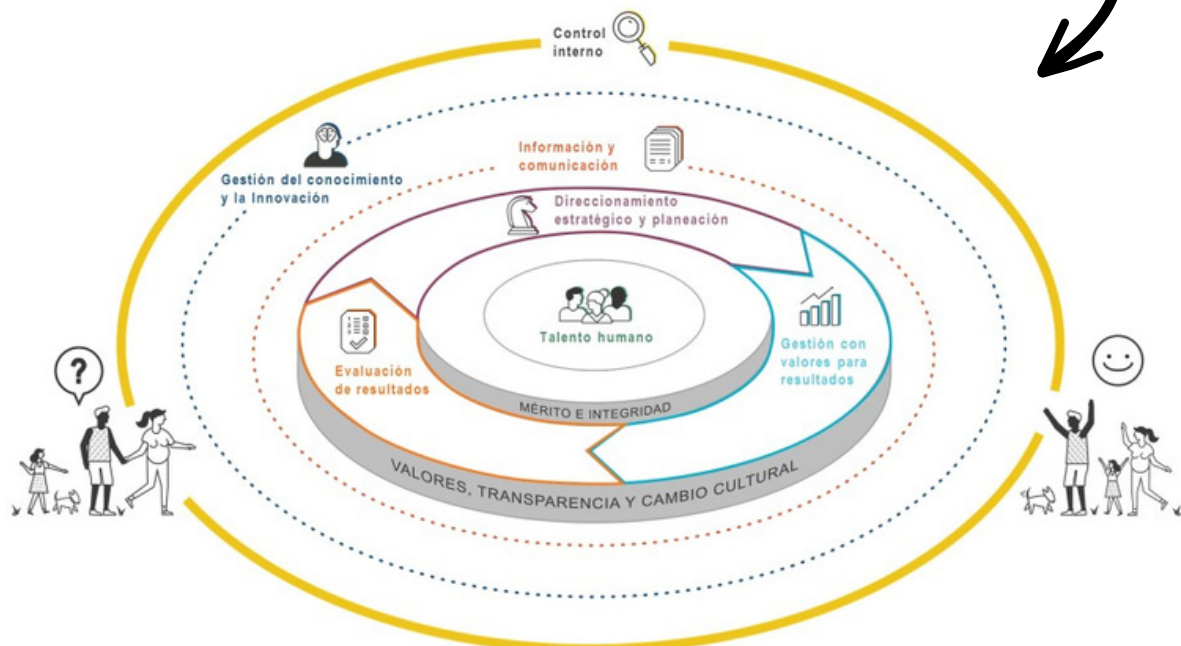 Control
interno
Información y
comunicación
Gestión del conocimiento
y la Innovación
Direccionamiento
estratégico y planeación
Talento humano
Gestión con
valores para
resultados
Evaluación
de resultados
MÉRITO E INTEGRIDAD
VALORES, TRANSPARENCIA Y CAMBIO CULTURAL
?